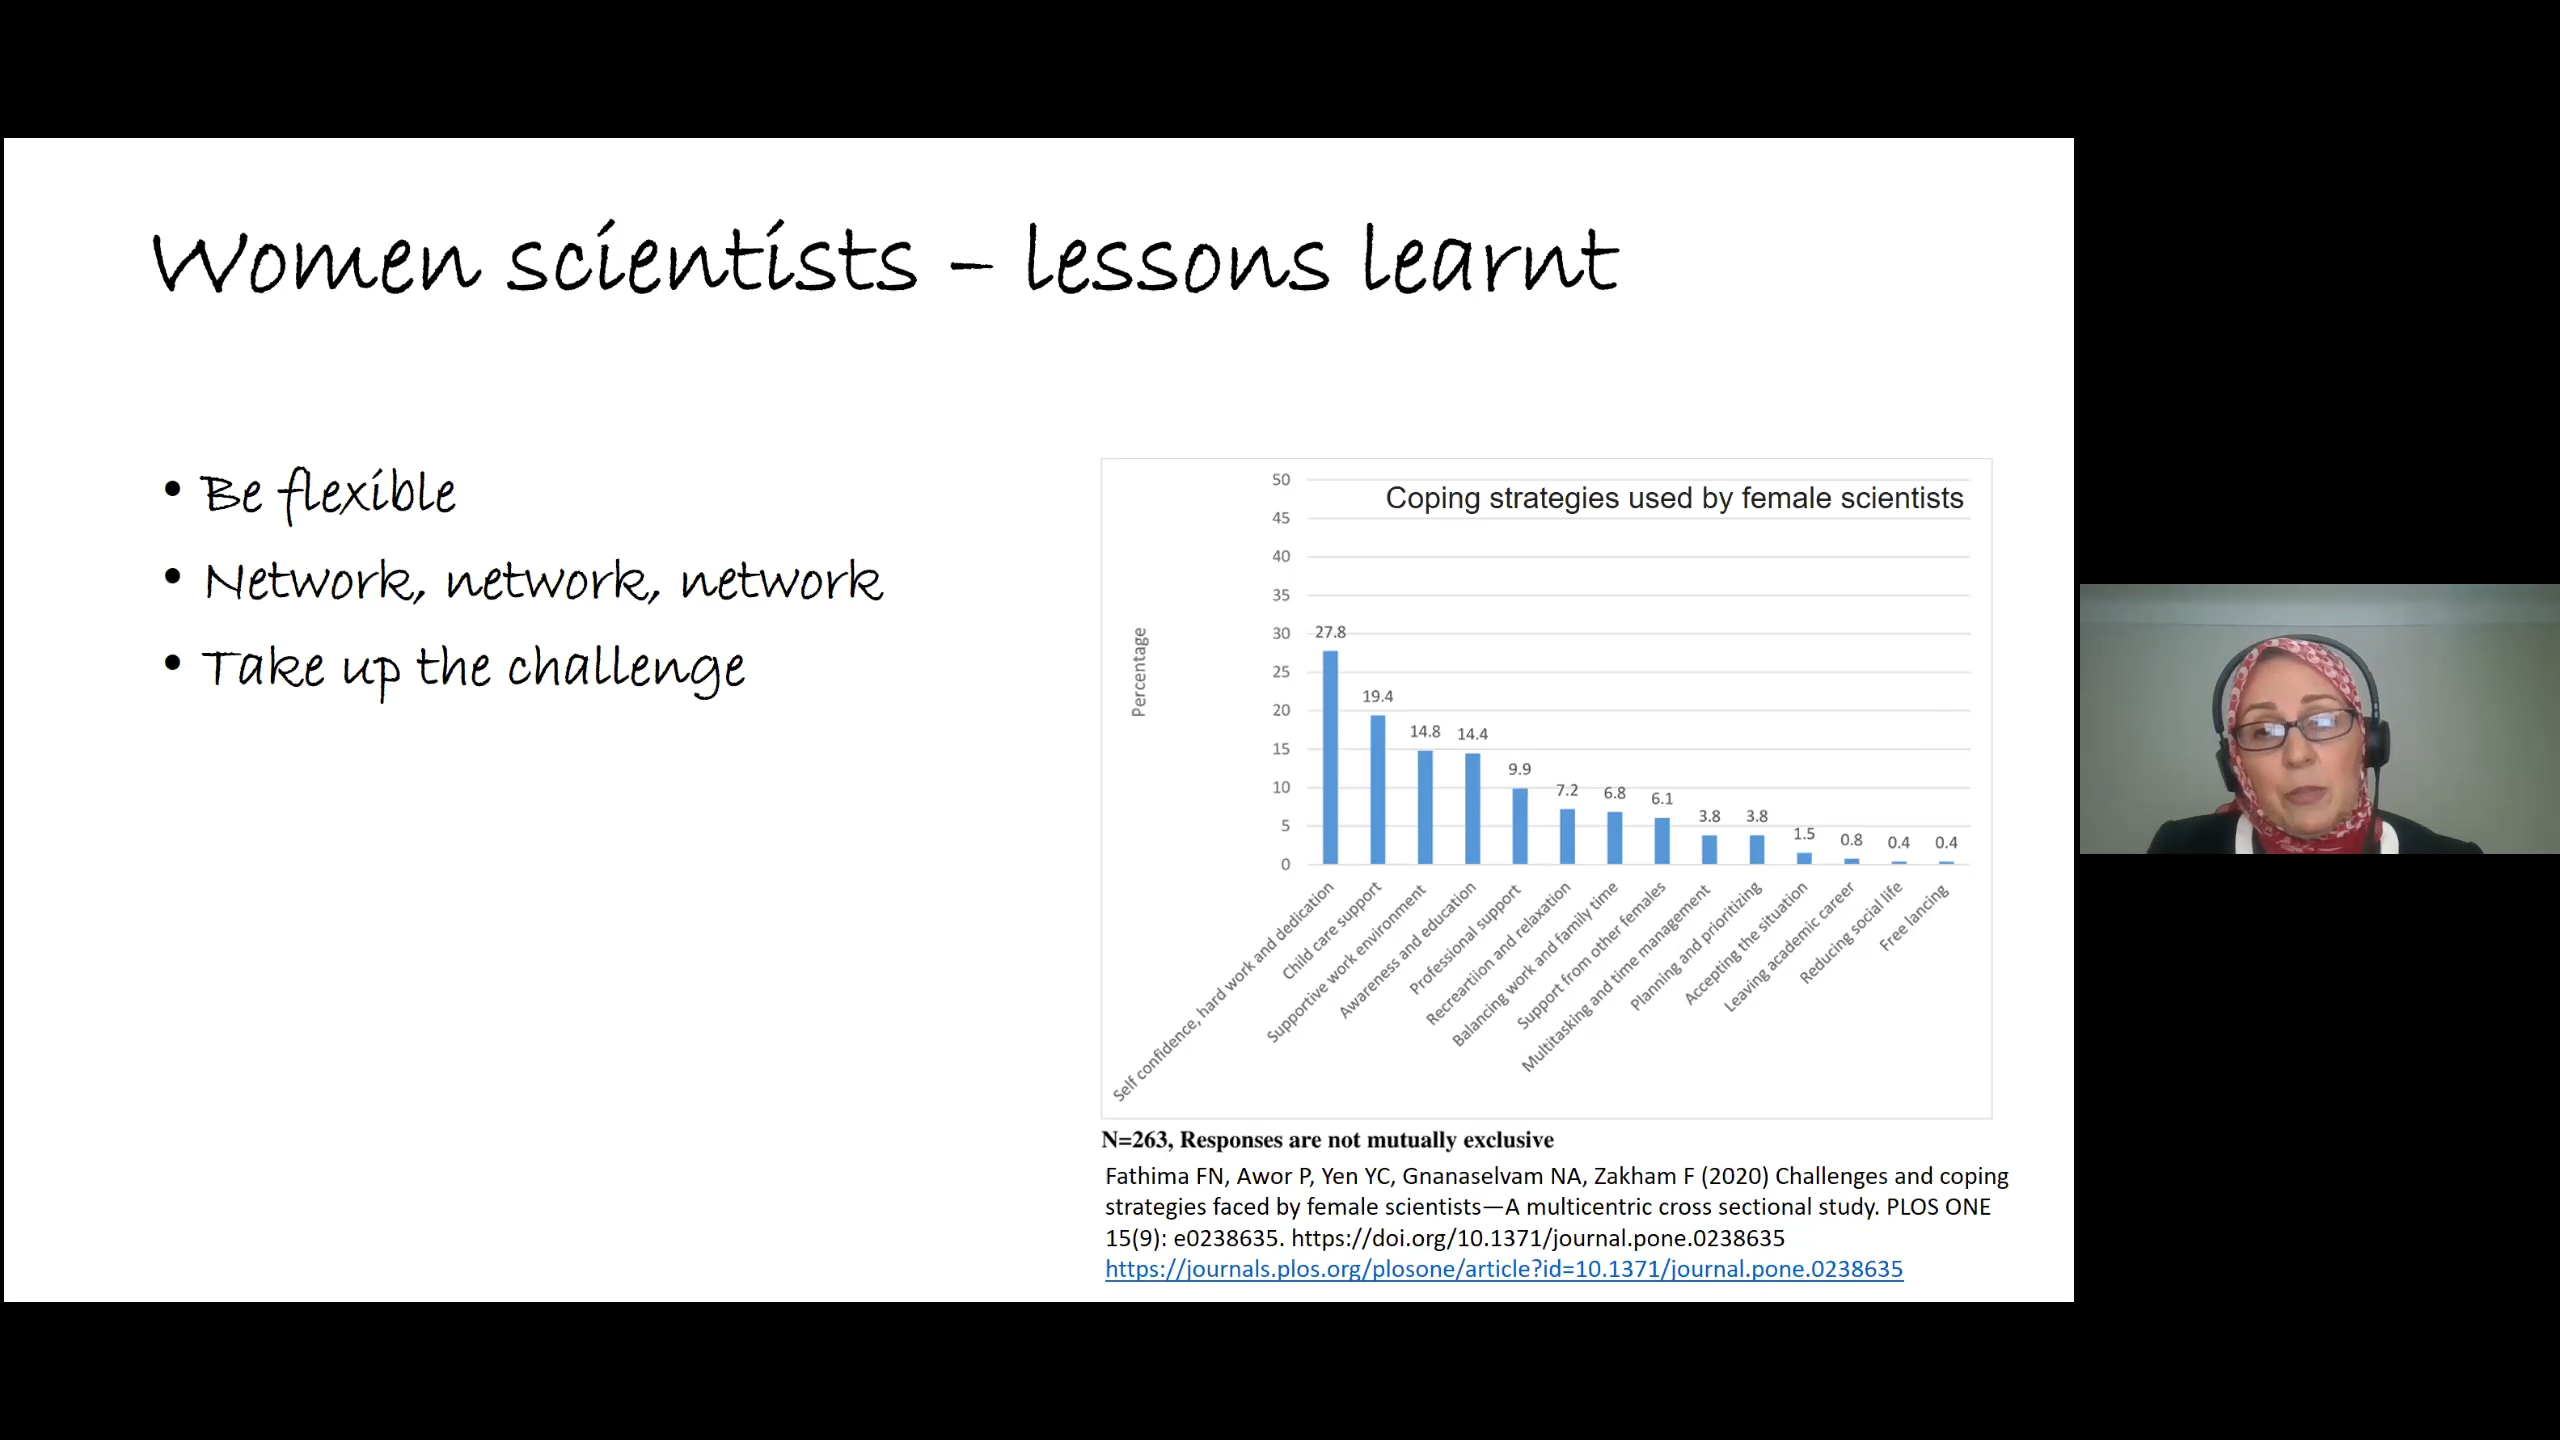 Women scientists – lessons learnt
• Be flexible
• Network, network, network
• Take up the challenge
Coping strategies used by female scientists
Percentage
50
45
40
35
30
25
20
15
10
5
0
27.8
19.4
14.8
14.4
9.9
7.2
6.8
6.1
3.8
3.8
1.5
0.8
0.4
0.4
Self confidence, hard work and dedication
Child care support
Supportive work environment
Awareness and education
Professional support
Recreartiion and relaxation
Balancing work and family time
Support from other females
Multitasking and time management
Planning and prioritizing
Accepting the situation
Leaving academic career
Reducing social life
Free lancing
N=263, Responses are not mutually exclusive
Fathima FN, Awor P, Yen YC, Gnanaselvam NA, Zakham F (2020) Challenges and coping
strategies faced by female scientists—A multicentric cross sectional study. PLOS ONE
15(9): e0238635. https://doi.org/10.1371/journal.pone.0238635
https://journals.plos.org/plosone/article?id=10.1371/journal.pone.0238635